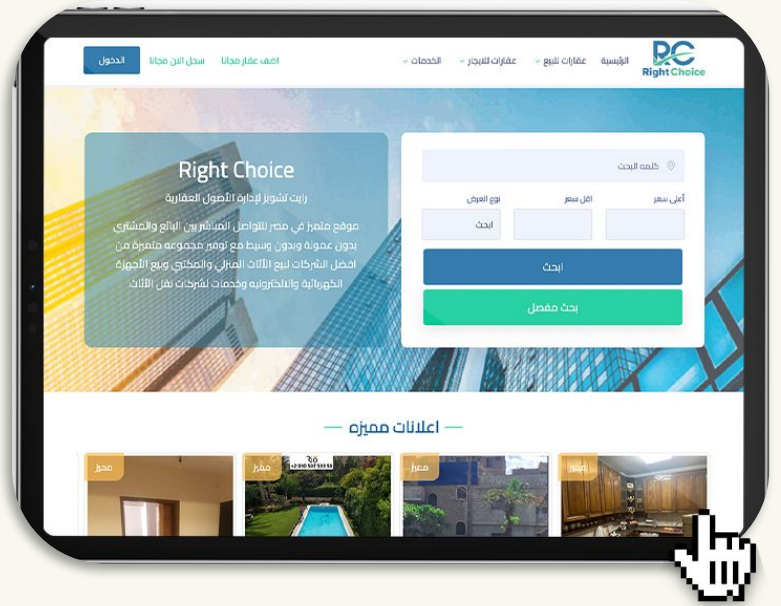 RC
Right Choice
الرئيسية
عقارات للبيع
عقارات للايجار
الخدمات
اضف عقار مجانا
سجل الان مجانا
الدخول
كلمه البحث
أعلى سعر
اقل سعر
نوع العرض
ابحث
ابحث
بحث مفصل
Right Choice
رايت تشويز لإدارة الأصول العقارية
موقع متميز في مصر للتواصل المباشر بين البائع والمشتري
بدون عمولة وبدون وسيط مع توفير مجموعه متميزة من
افضل الشركات لبيع الأثاث المنزلي والمكتبي وبيع الأجهزة
الكهربائية والالكترونيه وخدمات لشركات نقل الأثاث
اعلانات مميزه
مميز
مميز
مميز
مميز